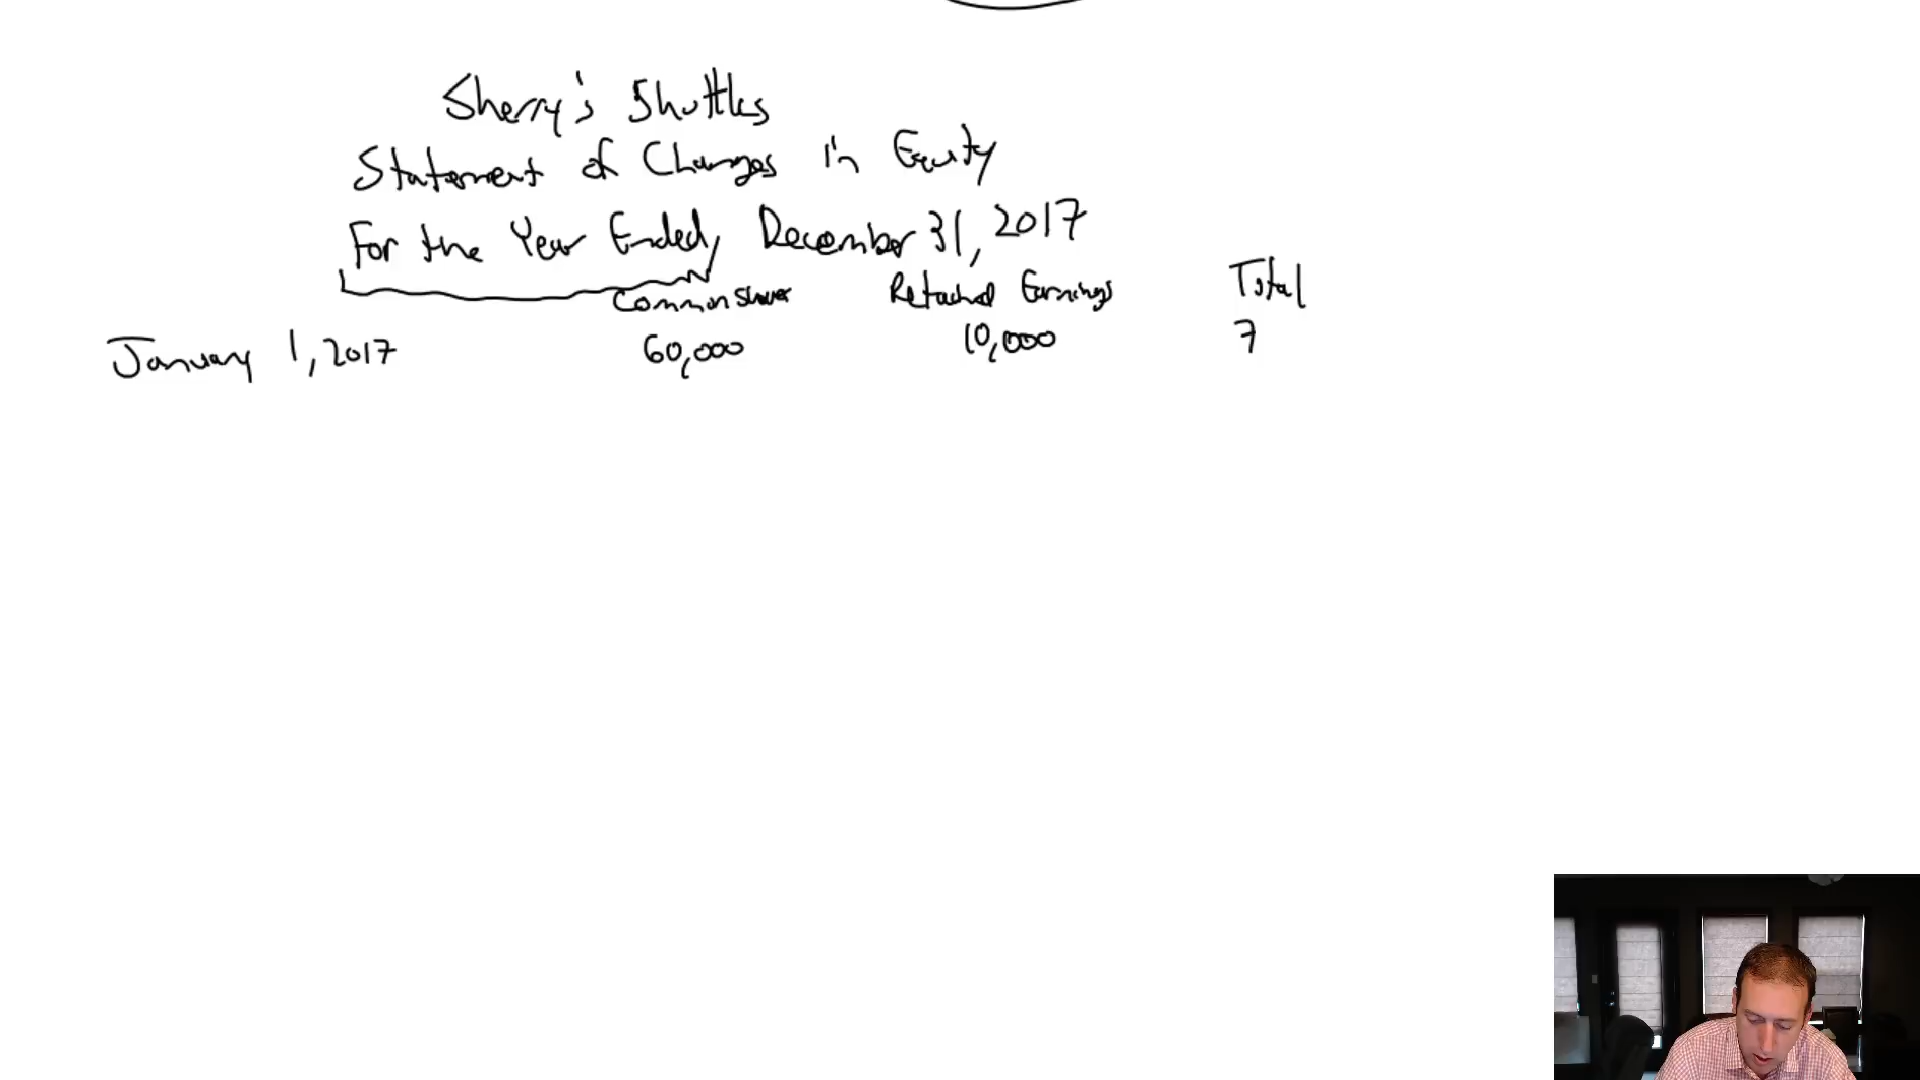 Sherry's Shuttles
Statement of Changes in Equity
For the Year Ended, December 31, 2017
Common Shares Retained Earnings Total
January 1, 2017 60,000 10,000 7